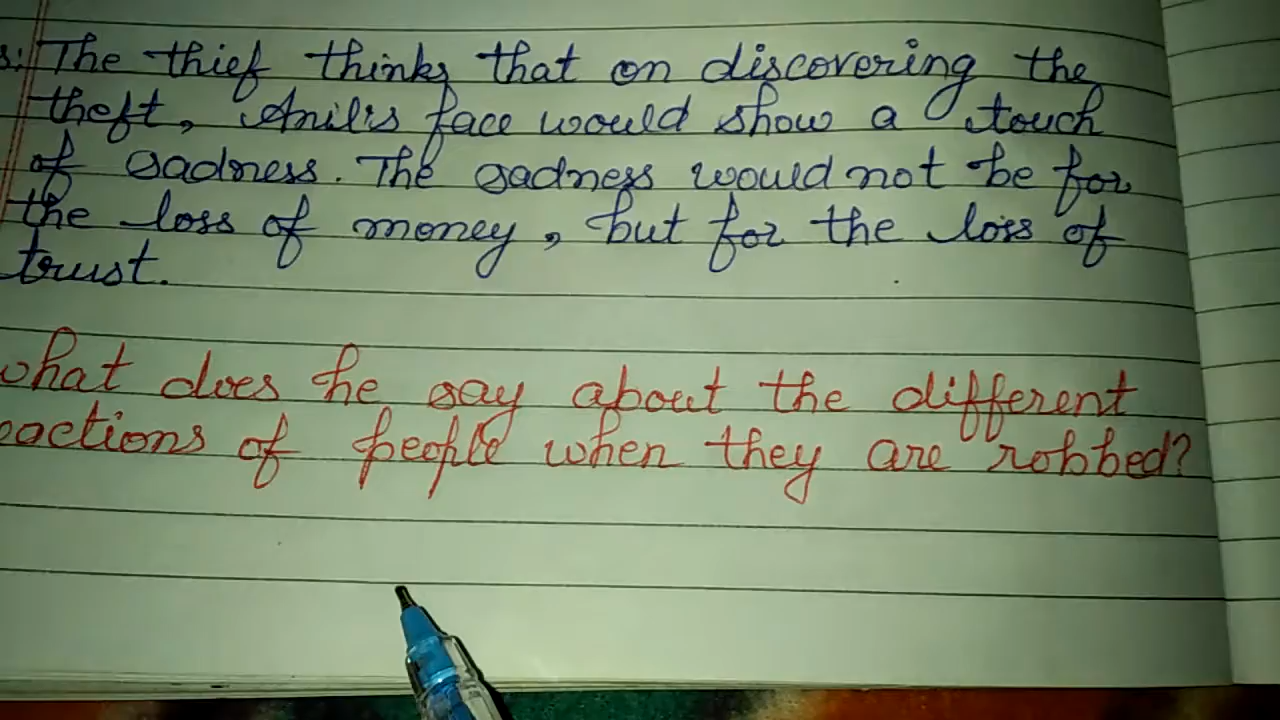 s: The thief thinks that on discovering the
theft, Anil's face would show a touch
of sadness. The sadness would not be for
the loss of money, but for the loss of
trust.
what does he say about the different
eactions of people when they are robbed?